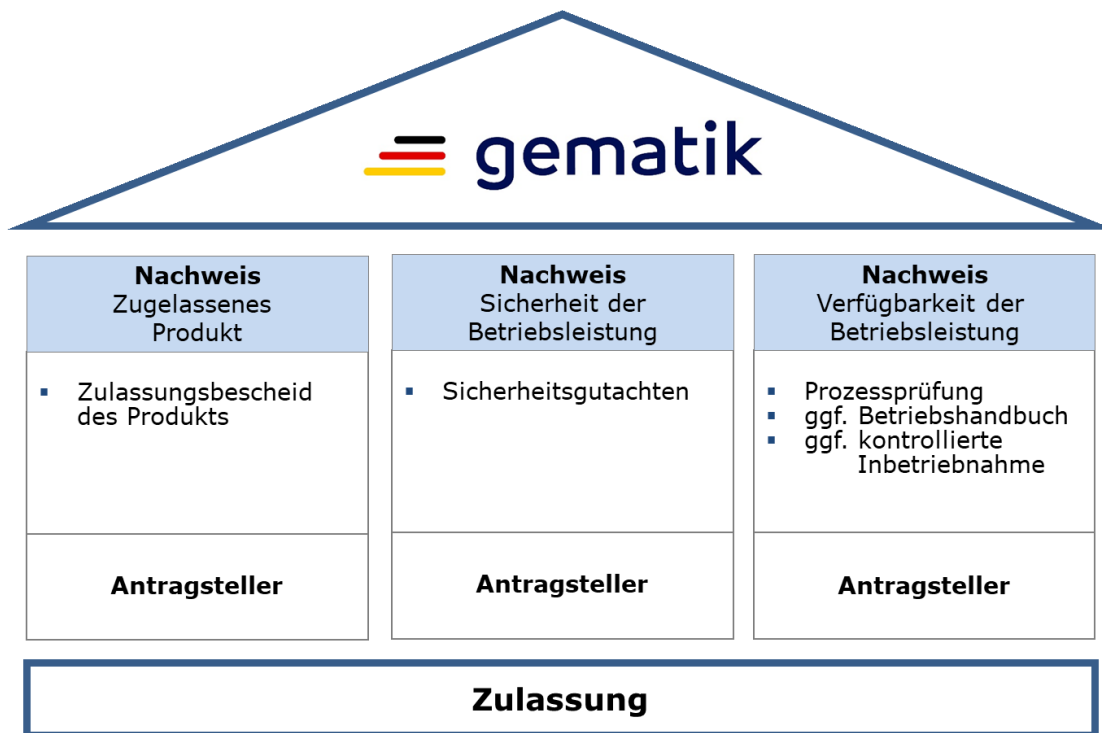 gematik
Nachweis
Zugelassenes
Produkt
▪ Zulassungsbescheid
des Produkts
Antragsteller
Nachweis
Sicherheit der
Betriebsleistung
▪ Sicherheitsgutachten
Antragsteller
Nachweis
Verfügbarkeit der
Betriebsleistung
▪ Prozessprüfung
▪ ggf. Betriebshandbuch
▪ ggf. kontrollierte
Inbetriebnahme
Antragsteller
Zulassung